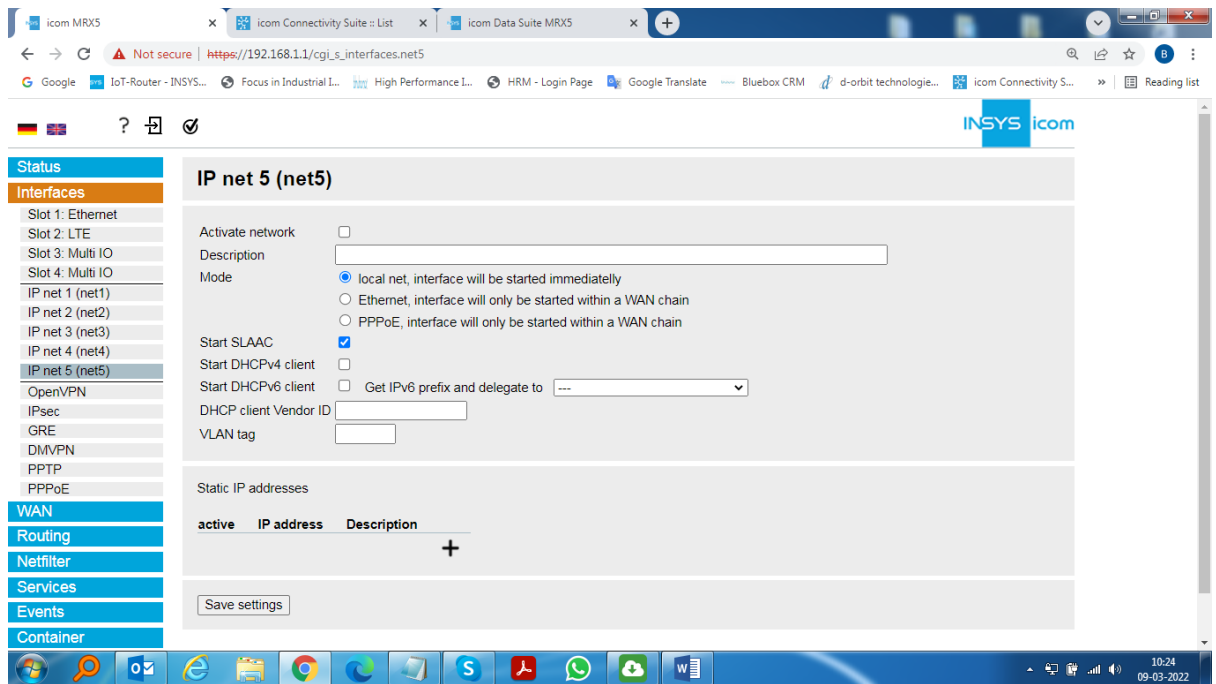 icom MRX5
icom Connectivity Suite :: List
icom Data Suite MRX5
Not secure | https://192.168.1.1/cgi_s_interfaces.net5
B
Google
IoT-Router - INSYS...
Focus in Industrial I...
High Performance I...
HRM - Login Page
Google Translate
Bluebox CRM
d-orbit technologie...
icom Connectivity S...
»
Reading list
?
INSYS icom
Status
Interfaces
Slot 1: Ethernet
Slot 2: LTE
Slot 3: Multi IO
Slot 4: Multi IO
IP net 1 (net1)
IP net 2 (net2)
IP net 3 (net3)
IP net 4 (net4)
IP net 5 (net5)
OpenVPN
IPsec
GRE
DMVPN
PPTP
PPPoE
WAN
Routing
Netfilter
Services
Events
Container
IP net 5 (net5)
Activate network
Description
Mode
local net, interface will be started immediatelly
Ethernet, interface will only be started within a WAN chain
PPPoE, interface will only be started within a WAN chain
Start SLAAC
Start DHCPv4 client
Start DHCPv6 client Get IPv6 prefix and delegate to ---
DHCP client Vendor ID
VLAN tag
Static IP addresses
active IP address Description
Save settings
10:24
09-03-2022